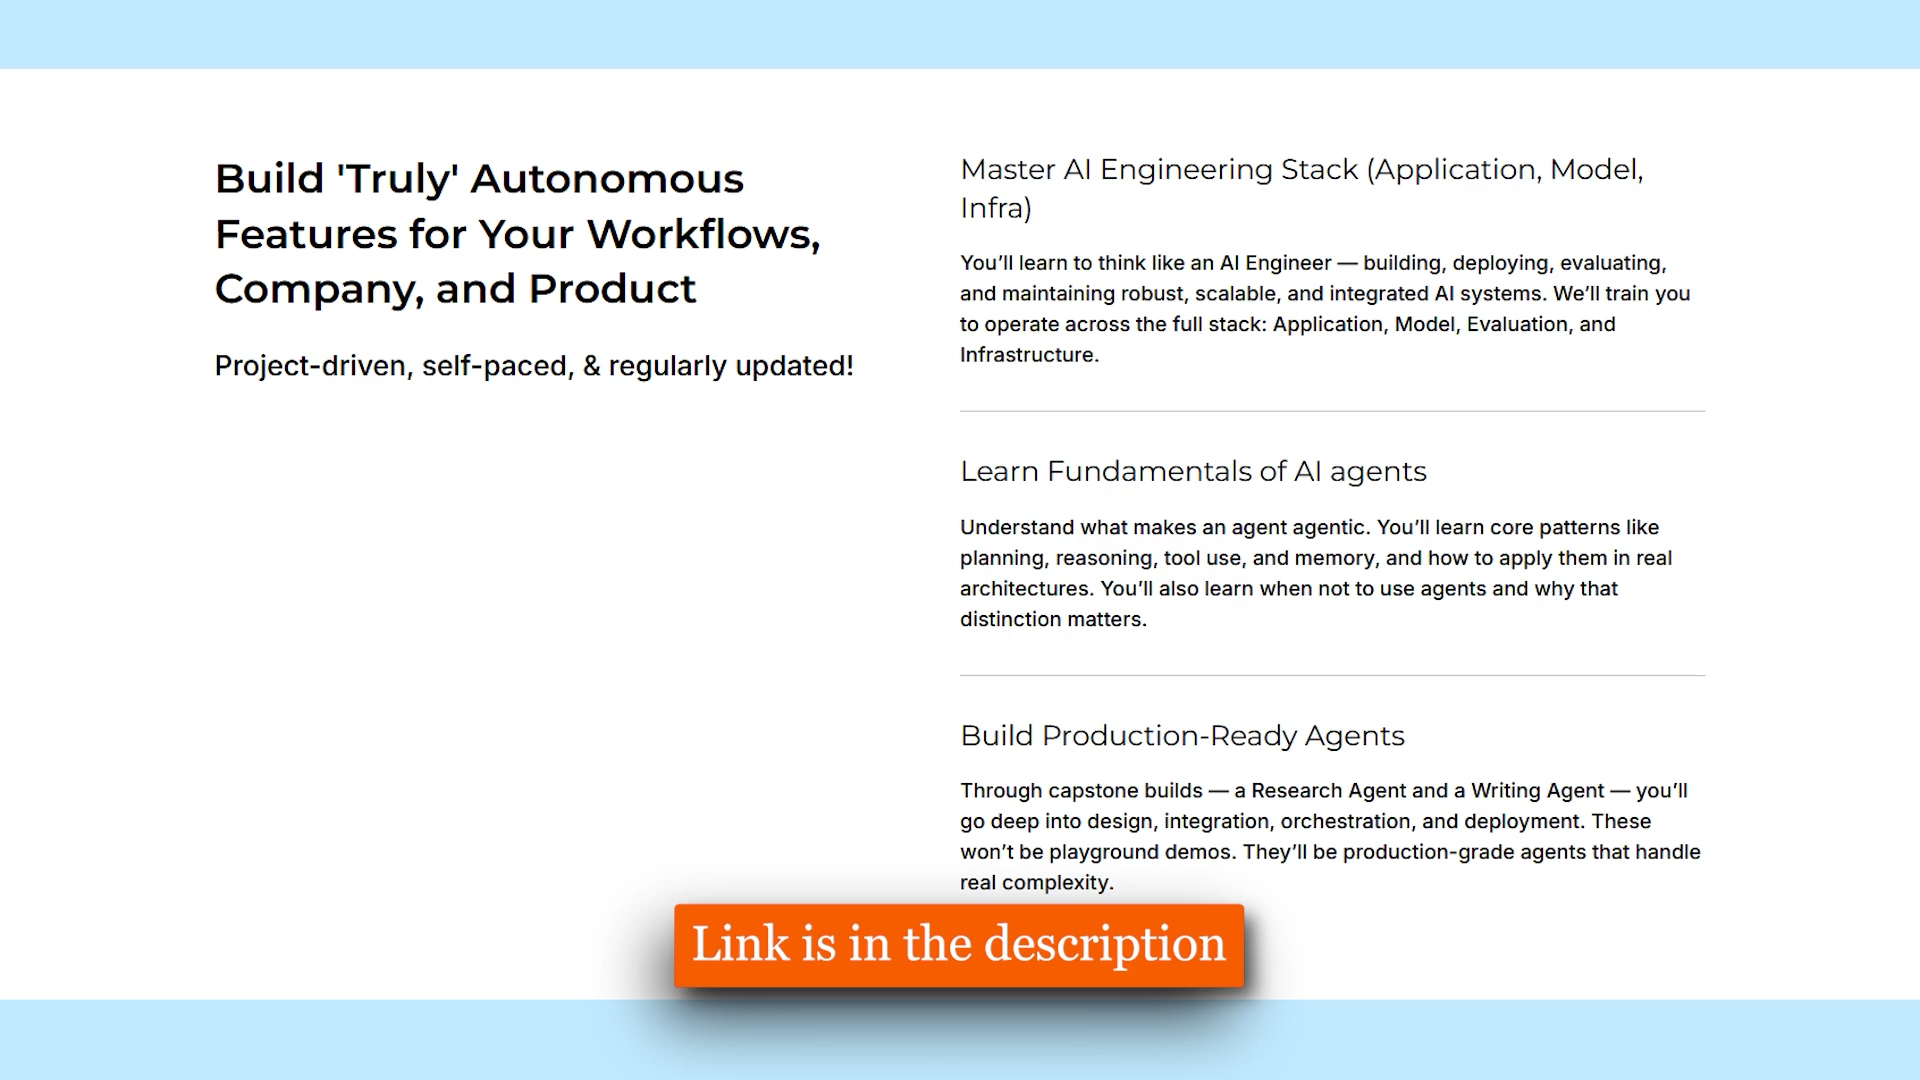 Build 'Truly' Autonomous
Features for Your Workflows,
Company, and Product
Project-driven, self-paced, & regularly updated!
Master AI Engineering Stack (Application, Model,
Infra)
You’ll learn to think like an AI Engineer — building, deploying, evaluating,
and maintaining robust, scalable, and integrated AI systems. We’ll train you
to operate across the full stack: Application, Model, Evaluation, and
Infrastructure.
Learn Fundamentals of AI agents
Understand what makes an agent agentic. You’ll learn core patterns like
planning, reasoning, tool use, and memory, and how to apply them in real
architectures. You’ll also learn when not to use agents and why that
distinction matters.
Build Production-Ready Agents
Through capstone builds — a Research Agent and a Writing Agent — you’ll
go deep into design, integration, orchestration, and deployment. These
won’t be playground demos. They’ll be production-grade agents that handle
real complexity.
Link is in the description